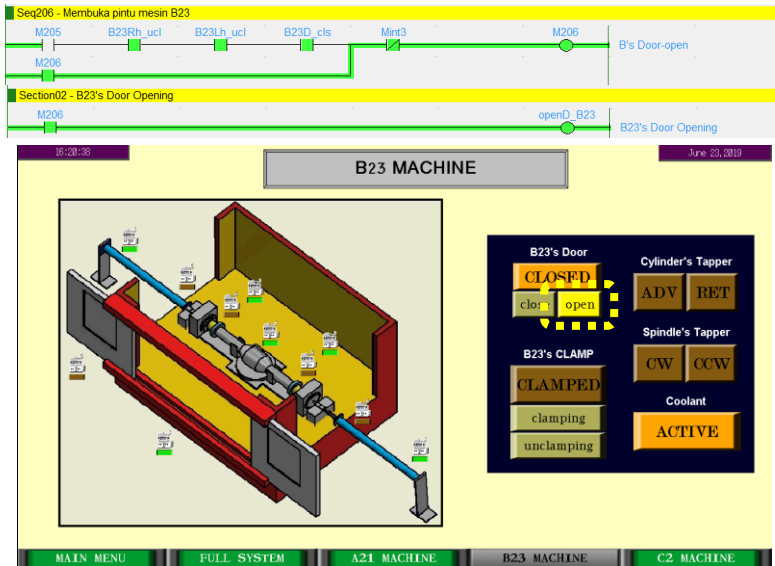 Seq206 - Membuka pintu mesin B23
M205 B23Rh_ucl B23Lh_ucl B23D_cls Mint3 M206
B's Door-open
M206
Section02 - B23's Door Opening
M206 openD_B23
B23's Door Opening
16:20:38
June 23,2019
B23 MACHINE
B23's Door
CLOSED
close open
Cylinder's Tapper
ADV RET
Spindle's Tapper
CW CCW
B23's CLAMP
CLAMPED
clamping
unclamping
Coolant
ACTIVE
MAIN MENU FULL SYSTEM A21 MACHINE B23 MACHINE C2 MACHINE